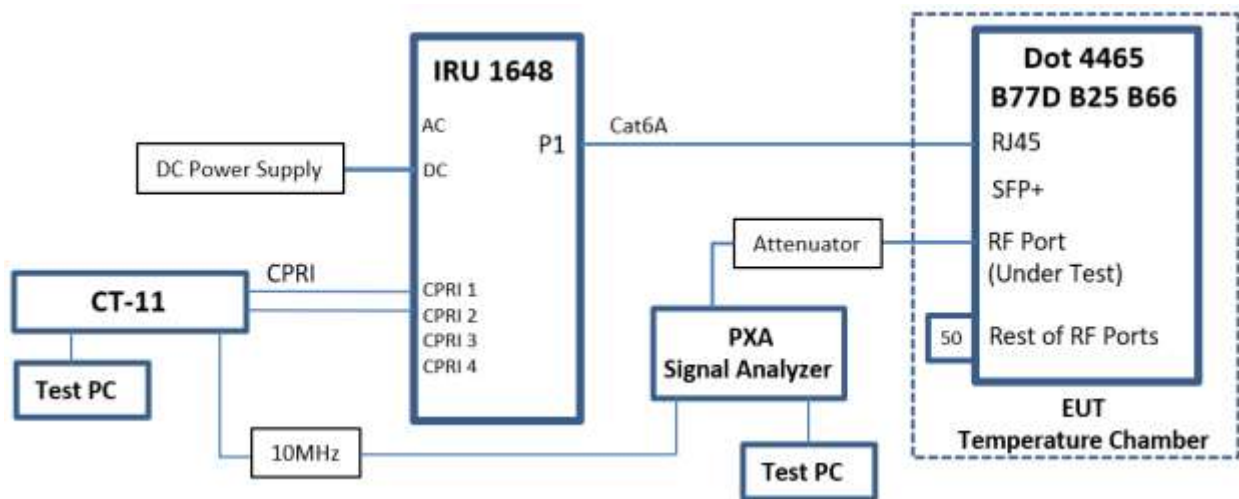 IRU 1648
AC
DC
P1
Cat6A
DC Power Supply
CPRI
CPRI 1
CPRI 2
CPRI 3
CPRI 4
CT-11
Test PC
10MHz
Attenuator
PXA
Signal Analyzer
Test PC
Dot 4465
B77D B25 B66
RJ45
SFP+
RF Port
(Under Test)
50
Rest of RF Ports
EUT
Temperature Chamber